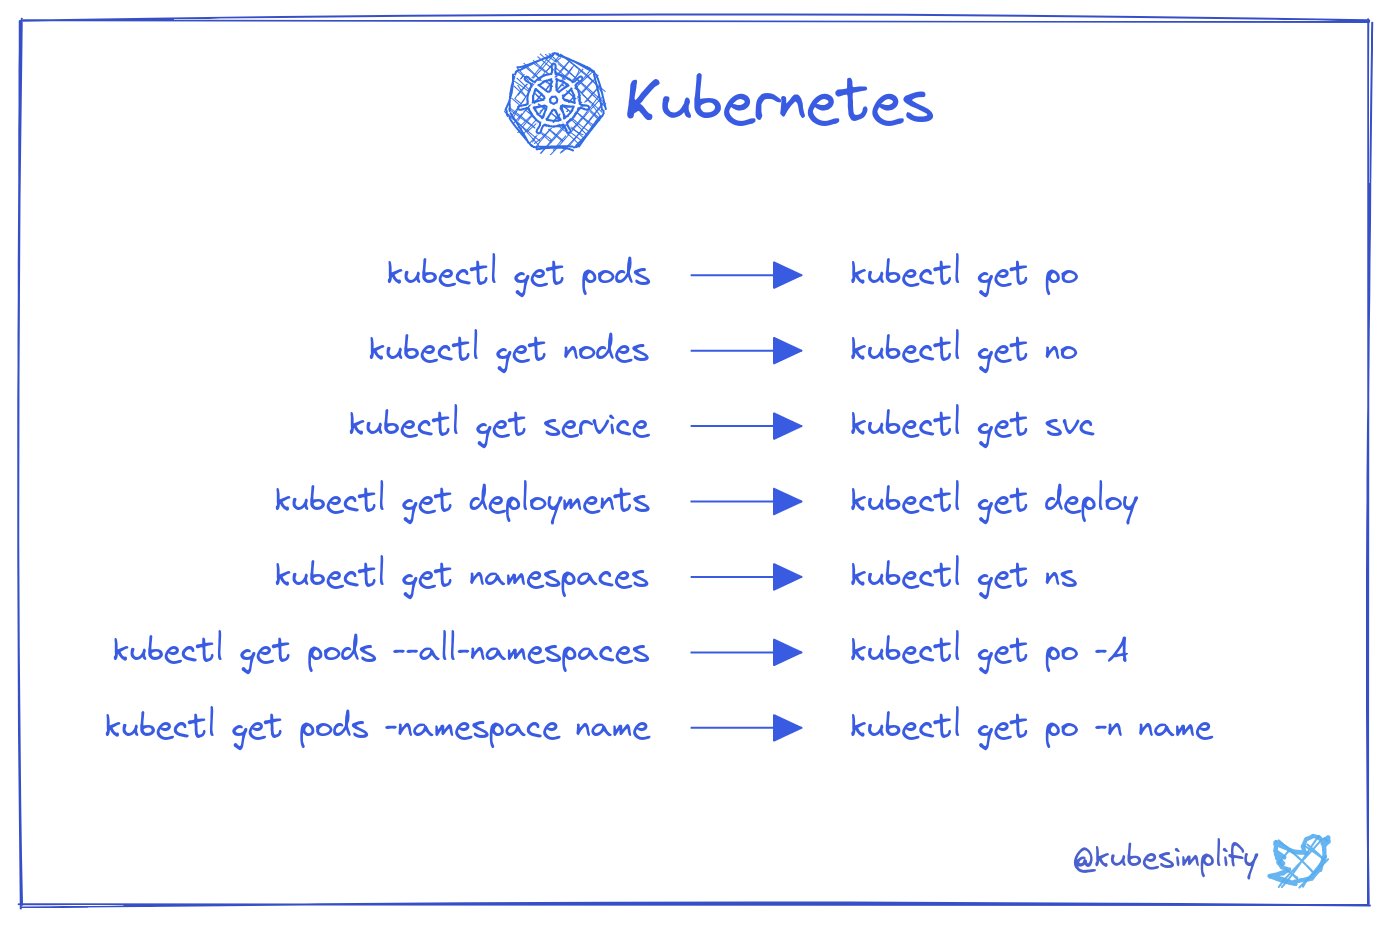 Kubernetes
kubectl get pods → kubectl get po
kubectl get nodes → kubectl get no
kubectl get service → kubectl get svc
kubectl get deployments → kubectl get deploy
kubectl get namespaces → kubectl get ns
kubectl get pods --all-namespaces → kubectl get po -A
kubectl get pods -namespace name → kubectl get po -n name
@kubesimplify